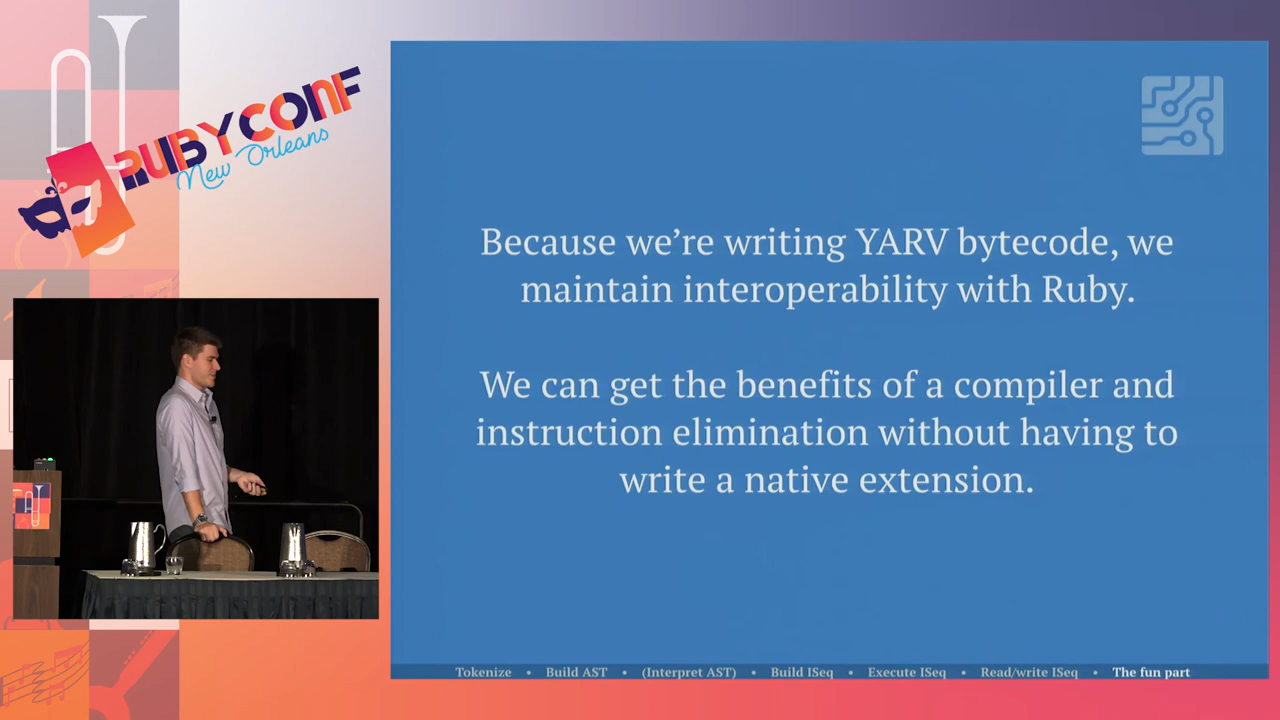 RUBYCONF
New Orleans
Because we're writing YARV bytecode, we
maintain interoperability with Ruby.
We can get the benefits of a compiler and
instruction elimination without having to
write a native extension.
Tokenize • Build AST • (Interpret AST) • Build ISeq • Execute ISeq • Read/write ISeq • The fun part